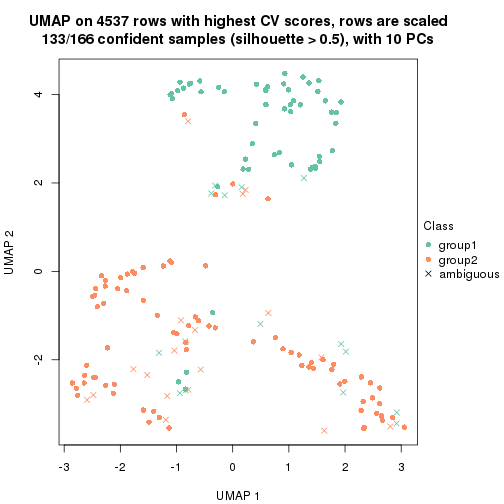 UMAP on 4537 rows with highest CV scores, rows are scaled
133/166 confident samples (silhouette > 0.5), with 10 PCs
4
2
0
-2
UMAP 2
-3
-2
-1
0
1
2
3
UMAP 1
Class
group1
group2
ambiguous